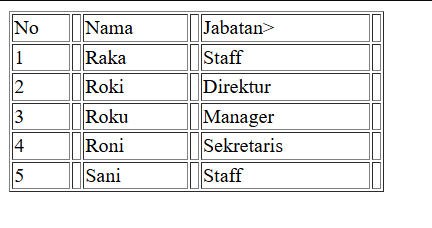 No Nama Jabatan>
1 Raka Staff
2 Roki Direktur
3 Roku Manager
4 Roni Sekretaris
5 Sani Staff